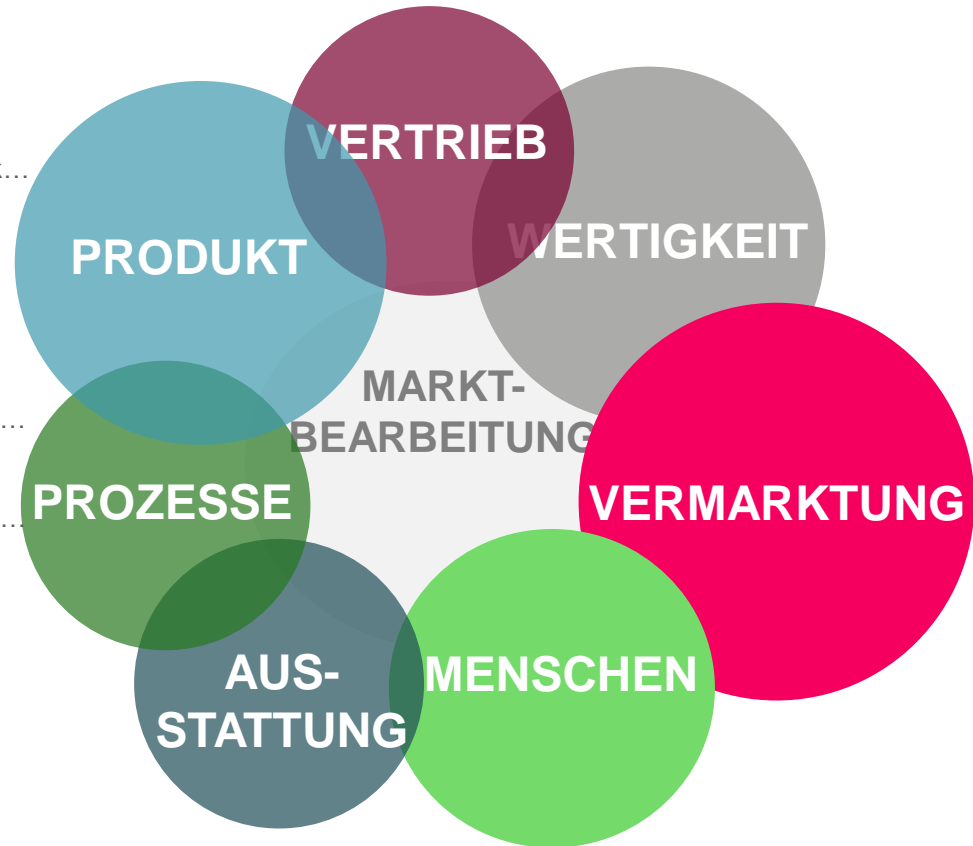 VERTRIEB
WERTIGKEIT
PRODUKT
MARKT-
BEARBEITUNG
…
PROZESSE
VERMARKTUNG
…
AUS-
STATTUNG
MENSCHEN